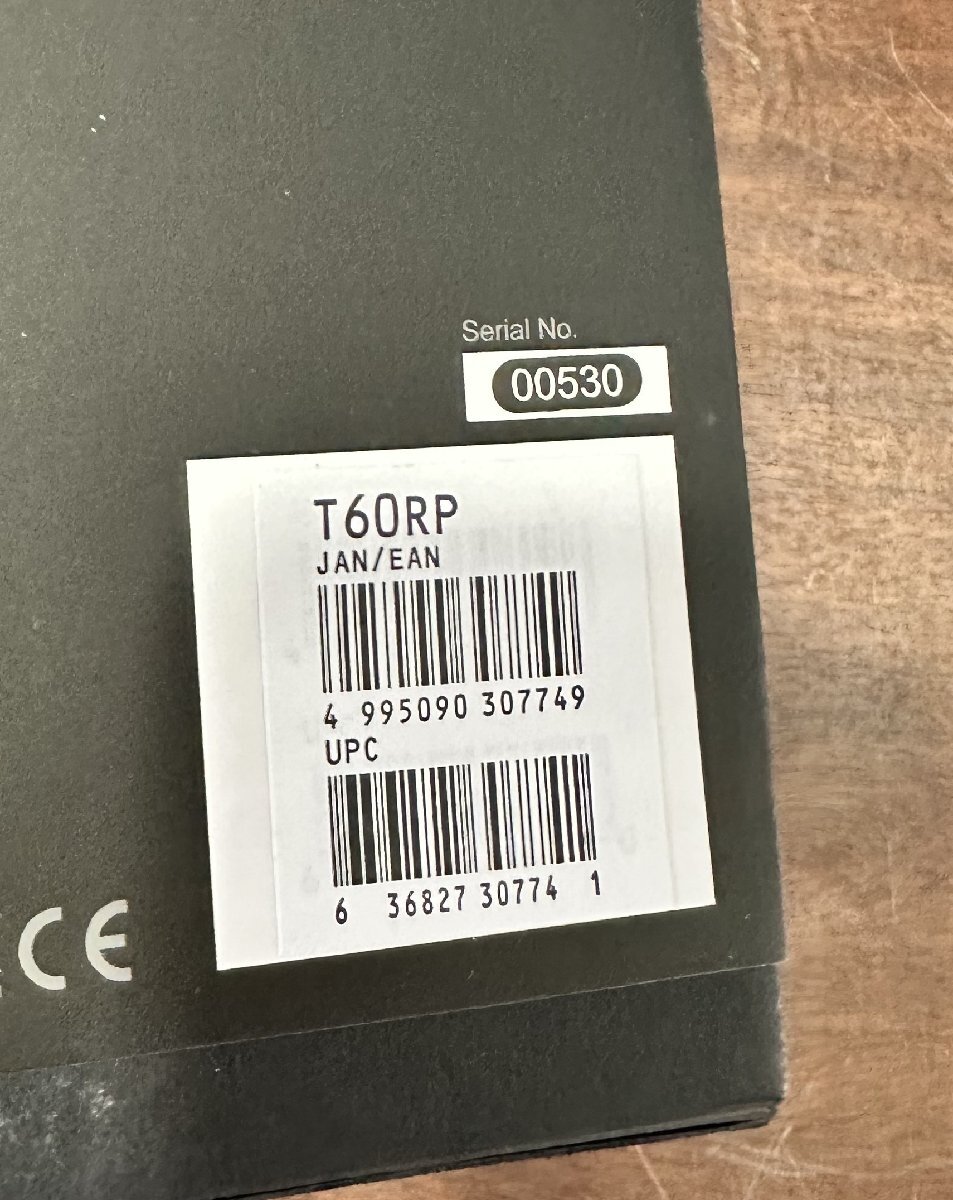 Serial No.
00530
T60RP
JAN/EAN
4 995090 307749
UPC
6 36827 30774 1
CE